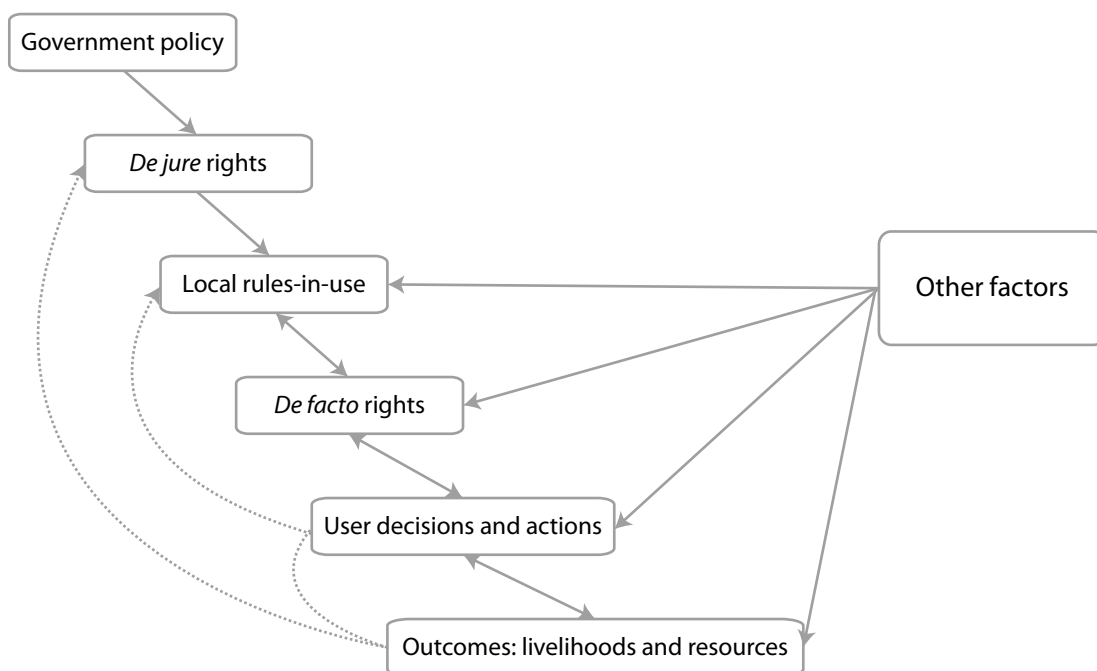 Government policy
De jure rights
Local rules-in-use
Other factors
De facto rights
User decisions and actions
Outcomes: livelihoods and resources